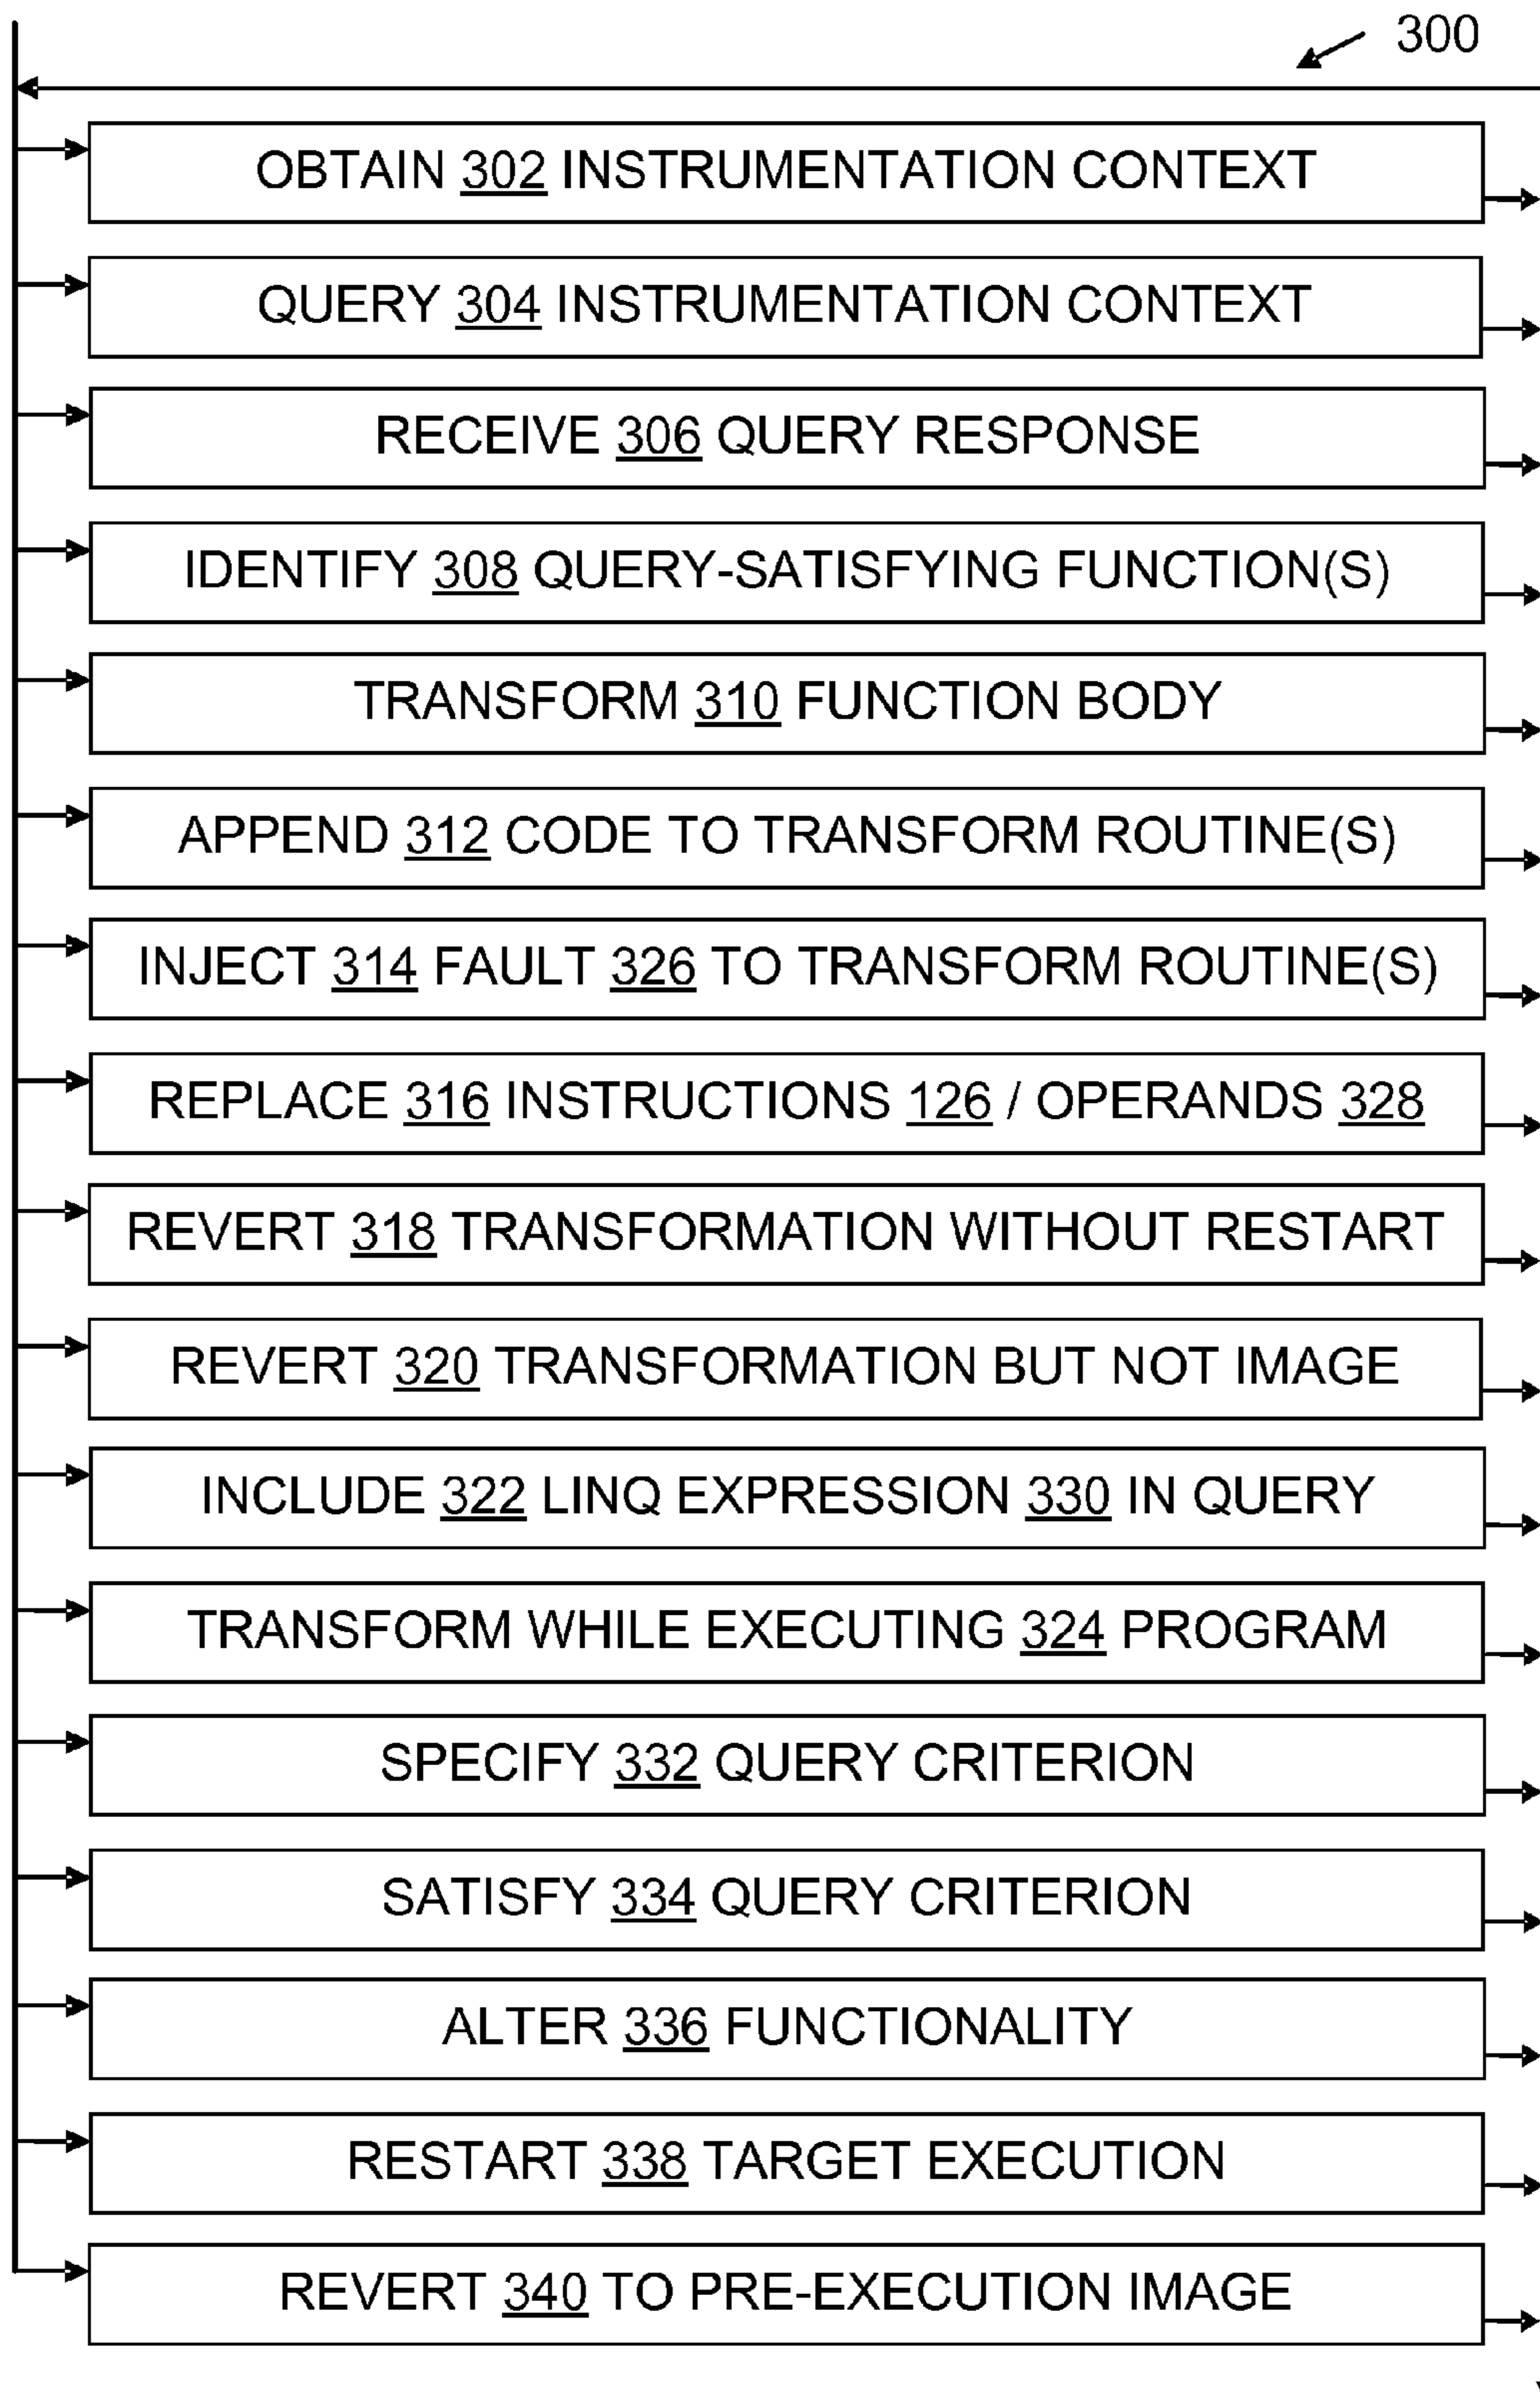 300
OBTAIN 302 INSTRUMENTATION CONTEXT
QUERY 304 INSTRUMENTATION CONTEXT
RECEIVE 306 QUERY RESPONSE
IDENTIFY 308 QUERY-SATISFYING FUNCTION(S)
TRANSFORM 310 FUNCTION BODY
APPEND 312 CODE TO TRANSFORM ROUTINE(S)
INJECT 314 FAULT 326 TO TRANSFORM ROUTINE(S)
REPLACE 316 INSTRUCTIONS 126 / OPERANDS 328
REVERT 318 TRANSFORMATION WITHOUT RESTART
REVERT 320 TRANSFORMATION BUT NOT IMAGE
INCLUDE 322 LINQ EXPRESSION 330 IN QUERY
TRANSFORM WHILE EXECUTING 324 PROGRAM
SPECIFY 332 QUERY CRITERION
SATISFY 334 QUERY CRITERION
ALTER 336 FUNCTIONALITY
RESTART 338 TARGET EXECUTION
REVERT 340 TO PRE-EXECUTION IMAGE